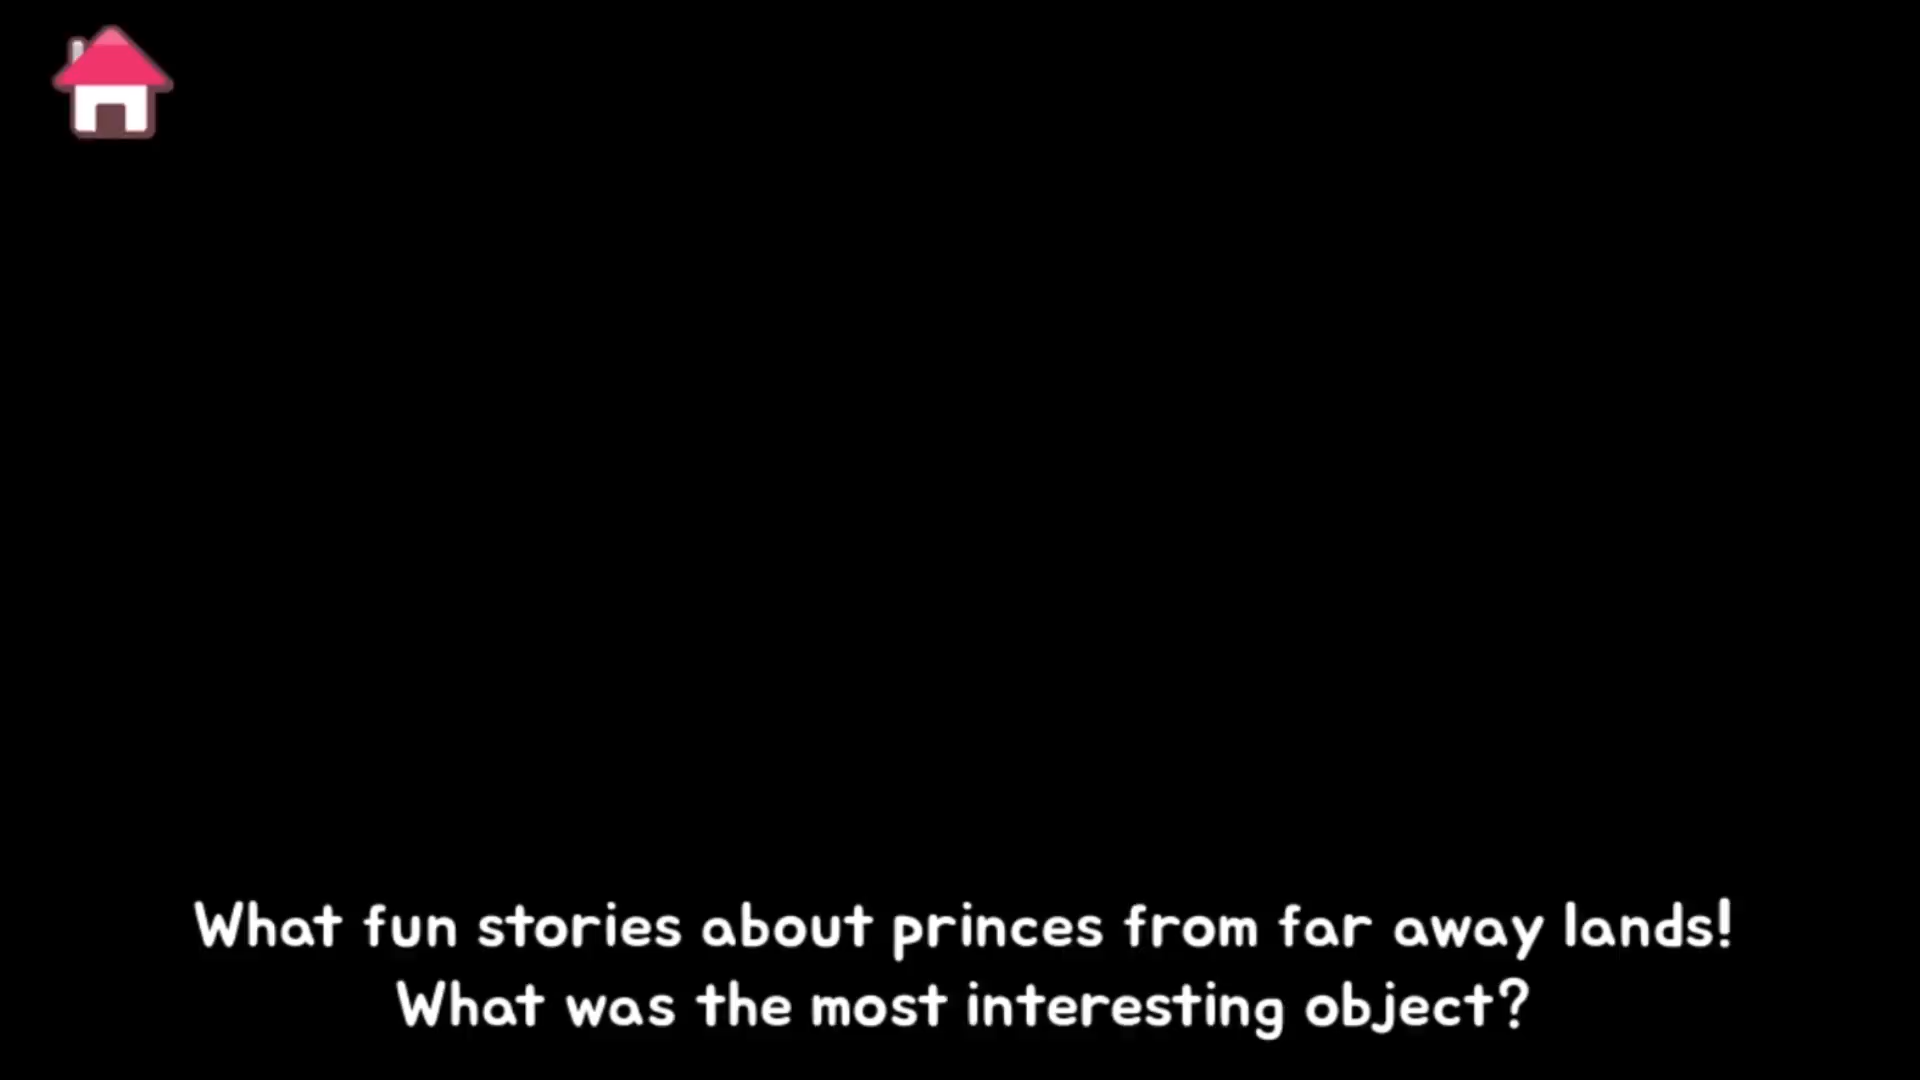 What fun stories about princes from far away lands!
What was the most interesting object?